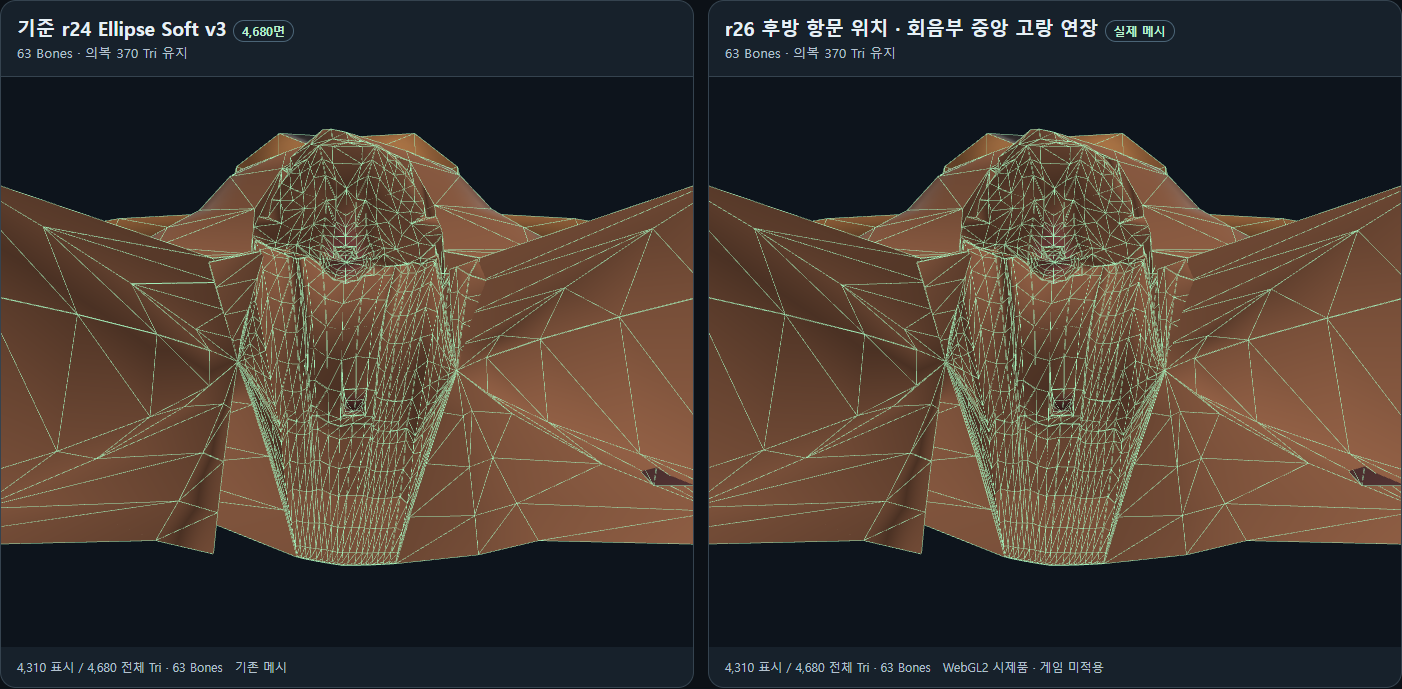 기준 r24 Ellipse Soft v3 4,680면
63 Bones · 의복 370 Tri 유지
r26 후방 항문 위치 · 회음부 중앙 고랑 연장 실제 메시
63 Bones · 의복 370 Tri 유지
4,310 표시 / 4,680 전체 Tri · 63 Bones 기존 메시
4,310 표시 / 4,680 전체 Tri · 63 Bones WebGL2 시제품 · 게임 미적용